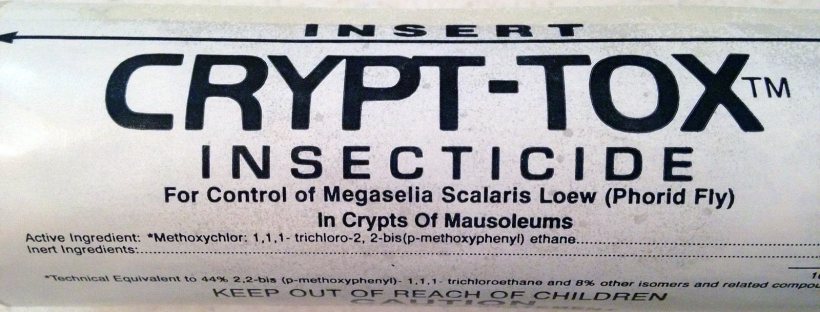 INSERT
CRYPT-TOX™
INSECTICIDE
For Control of Megaselia Scalaris Loew (Phorid Fly)
In Crypts Of Mausoleums
Active Ingredient: *Methoxychlor: 1,1,1- trichloro-2, 2-bis(p-methoxyphenyl) ethane
Inert Ingredients:
*Technical Equivalent to 44% 2,2-bis (p-methoxyphenyl)- 1,1,1- trichloroethane and 8% other isomers and related
KEEP OUT OF REACH OF CHILDREN
CAUTION